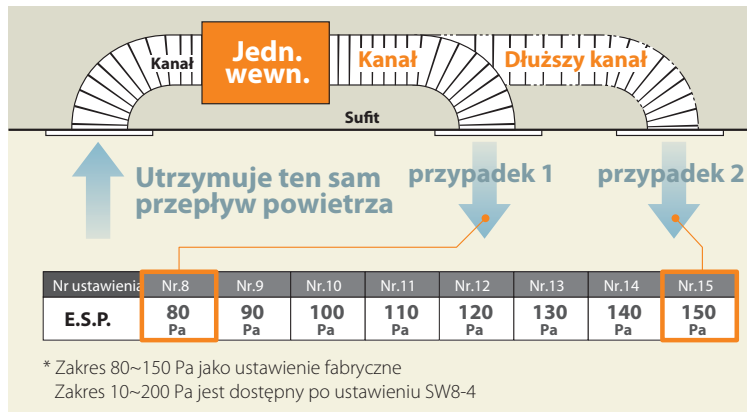 Kanał
Jedn.
wewn.
Kanał
Dłuższy kanał
Sufit
Utrzymuje ten sam
przepływ powietrza
przypadek 1
przypadek 2
Nr ustawienia Nr.8 Nr.9 Nr.10 Nr.11 Nr.12 Nr.13 Nr.14 Nr.15
E.S.P. 80 90 100 110 120 130 140 150
Pa Pa Pa Pa Pa Pa Pa Pa
* Zakres 80~150 Pa jako ustawienie fabryczne
Zakres 10~200 Pa jest dostępny po ustawieniu SW8-4